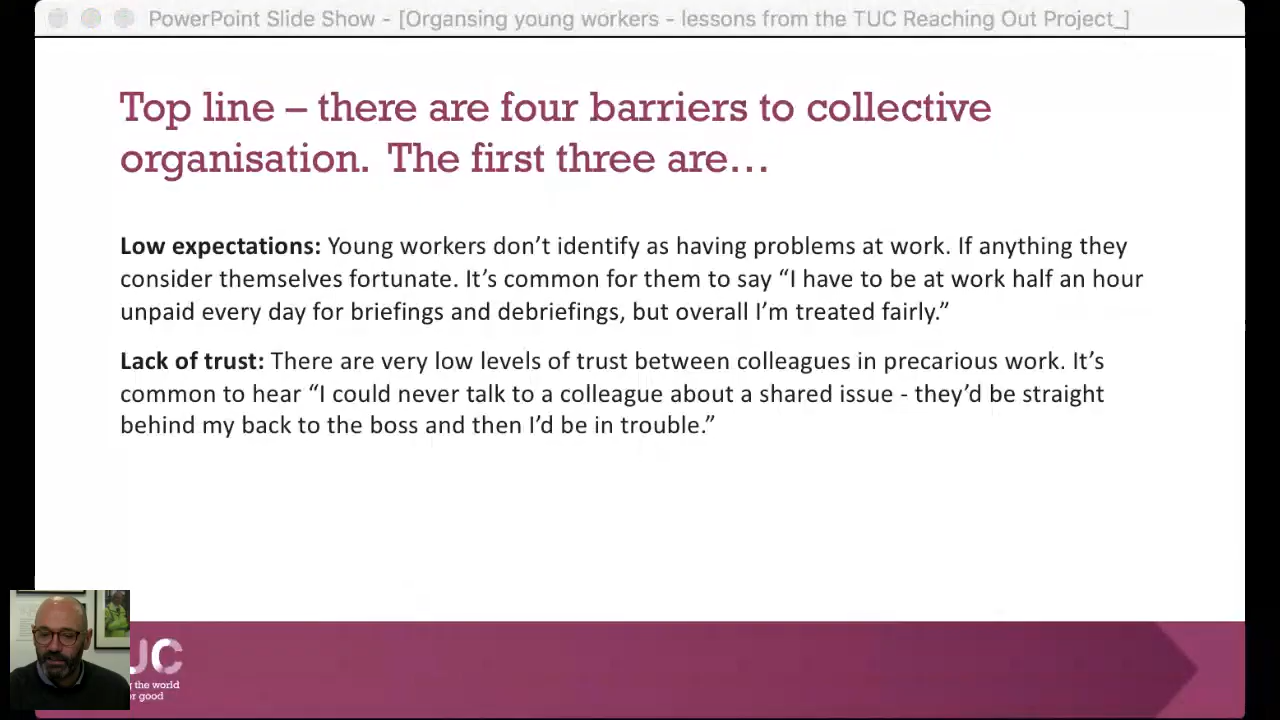 PowerPoint Slide Show - [Organsing young workers - lessons from the TUC Reaching Out Project_]
Top line – there are four barriers to collective
organisation.  The first three are…
Low expectations: Young workers don’t identify as having problems at work. If anything they
consider themselves fortunate. It’s common for them to say “I have to be at work half an hour
unpaid every day for briefings and debriefings, but overall I’m treated fairly.”
Lack of trust: There are very low levels of trust between colleagues in precarious work. It’s
common to hear “I could never talk to a colleague about a shared issue - they’d be straight
behind my back to the boss and then I’d be in trouble.”
UC
the world
good